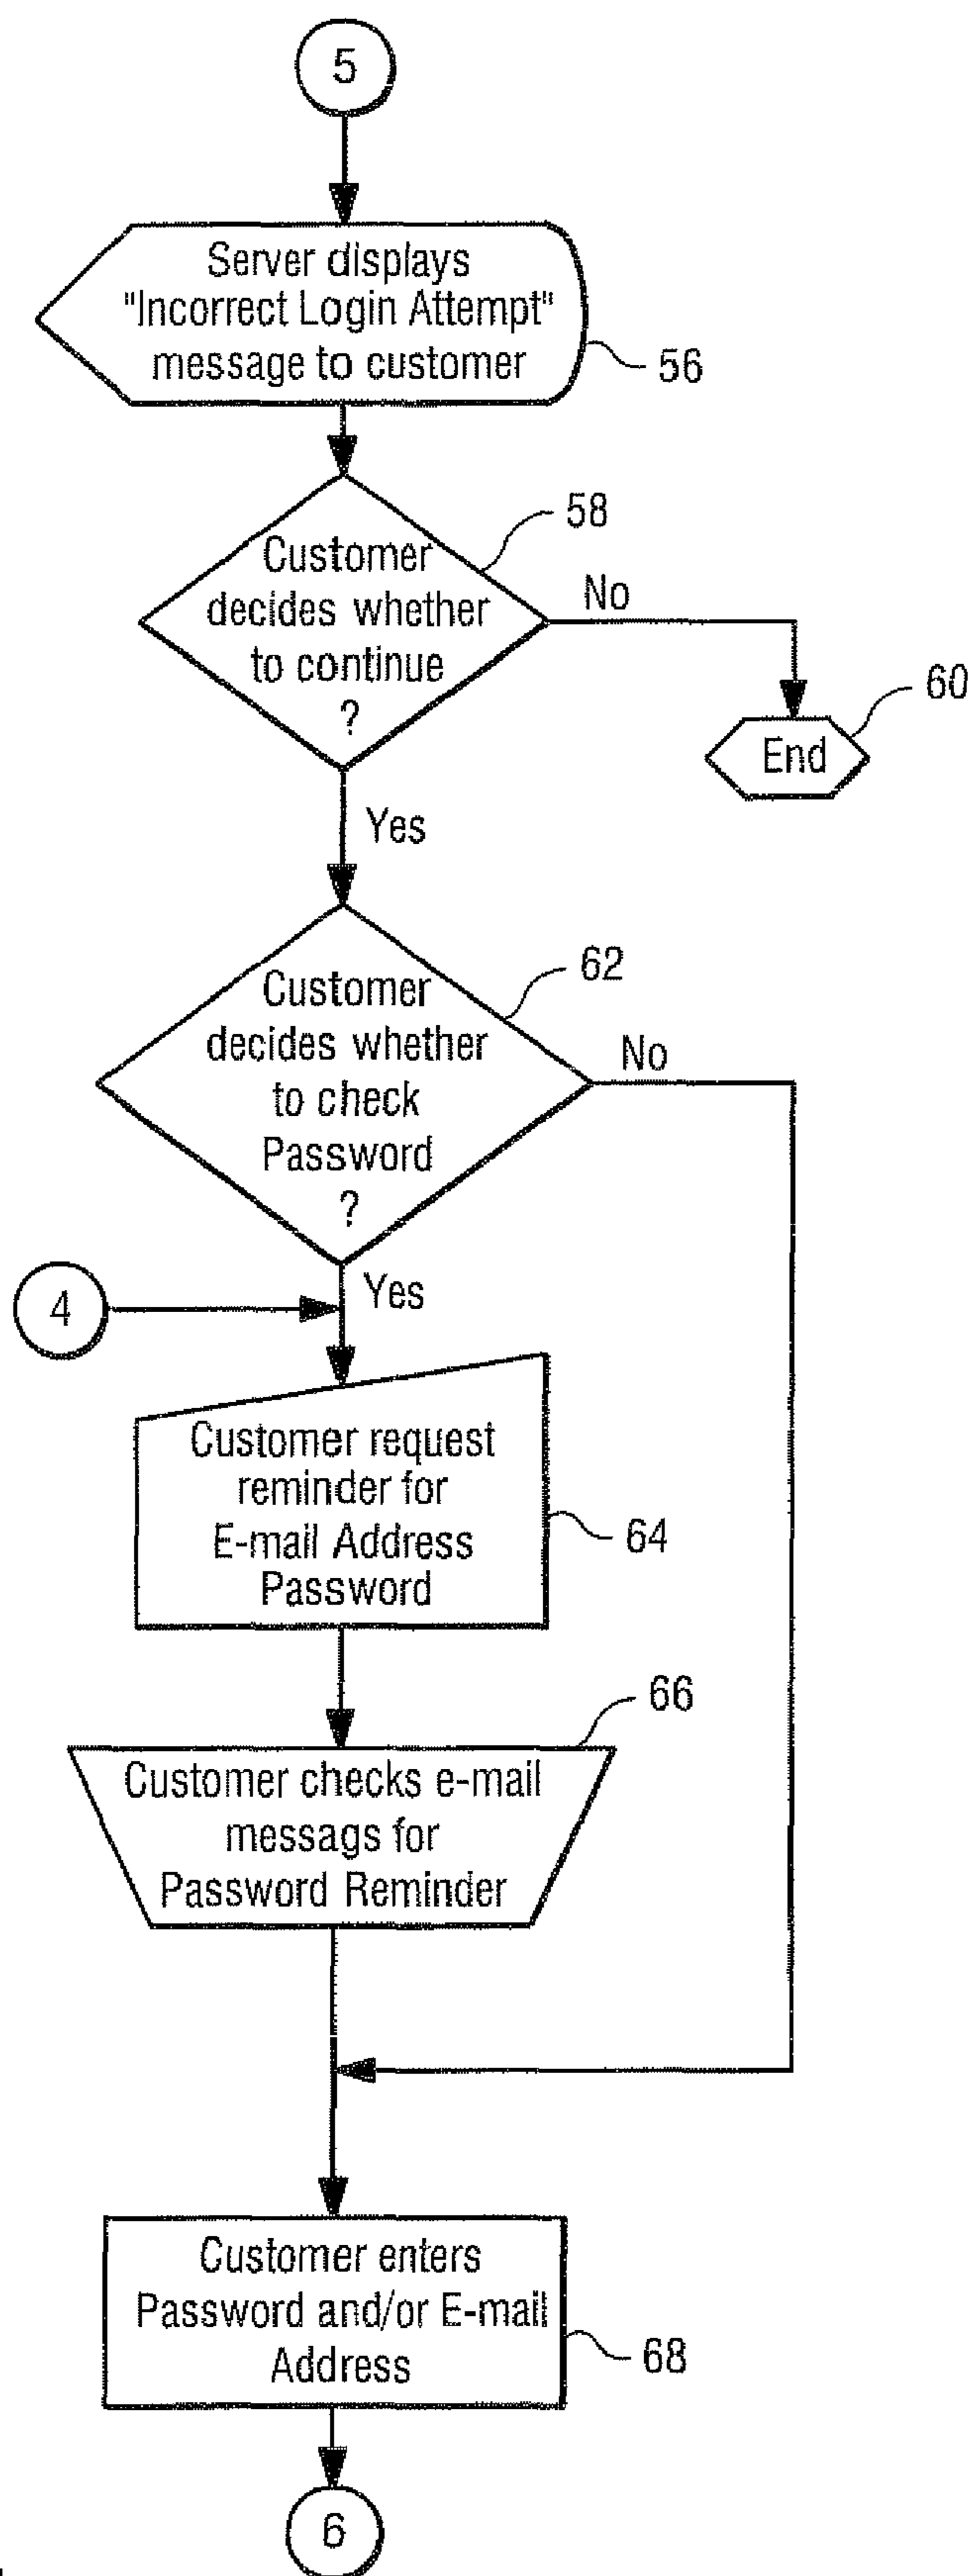 5
Server displays
"Incorrect Login Attempt"
message to customer
56
58
Customer
decides whether
to continue
?
No
60
End
Yes
62
Customer
decides whether
to check
Password
?
No
Yes
4
Customer request
reminder for
E-mail Address
Password
64
66
Customer checks e-mail
messags for
Password Reminder
Customer enters
Password and/or E-mail
Address
68
6